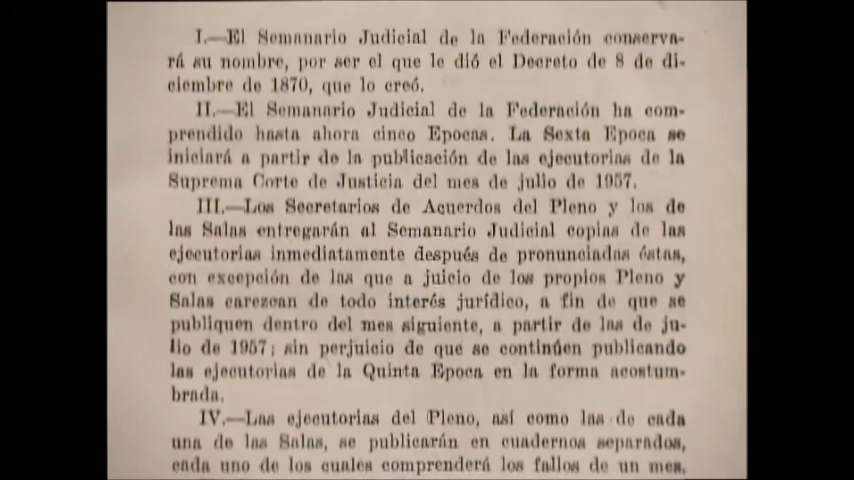 I.—El Semanario Judicial de la Federación conserva-
rá su nombre, por ser el que le dió el Decreto de 8 de di-
ciembre de 1870, que lo creó.
II.—El Semanario Judicial de la Federación ha com-
prendido hasta ahora cinco Epocas. La Sexta Epoca se
iniciará a partir de la publicación de las ejecutorias de la
Suprema Corte de Justicia del mes de julio de 1957.
III.—Los Secretarios de Acuerdos del Pleno y los de
las Salas entregarán al Semanario Judicial copias de las
ejecutorias inmediatamente después de pronunciadas éstas,
con excepción de las que a juicio de los propios Pleno y
Salas carezcan de todo interés jurídico, a fin de que se
publiquen dentro del mes siguiente, a partir de las de ju-
lio de 1957; sin perjuicio de que se continúen publicando
las ejecutorias de la Quinta Epoca en la forma acostum-
brada.
IV.—Las ejecutorias del Pleno, así como las de cada
una de las Salas, se publicarán en cuadernos separados,
cada uno de los cuales comprenderá los fallos de un mes,